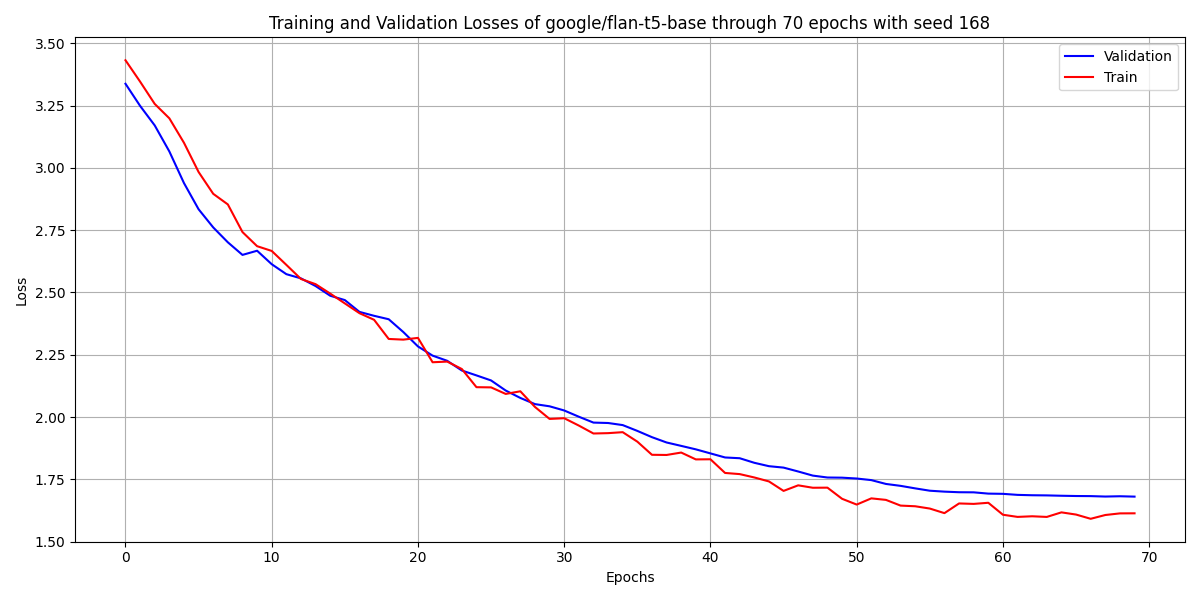 Training and Validation Losses of google/flan-t5-base through 70 epochs with seed 168
Validation
Train
3.50
3.25
3.00
2.75
2.50
2.25
2.00
1.75
1.50
Loss
0 10 20 30 40 50 60 70
Epochs